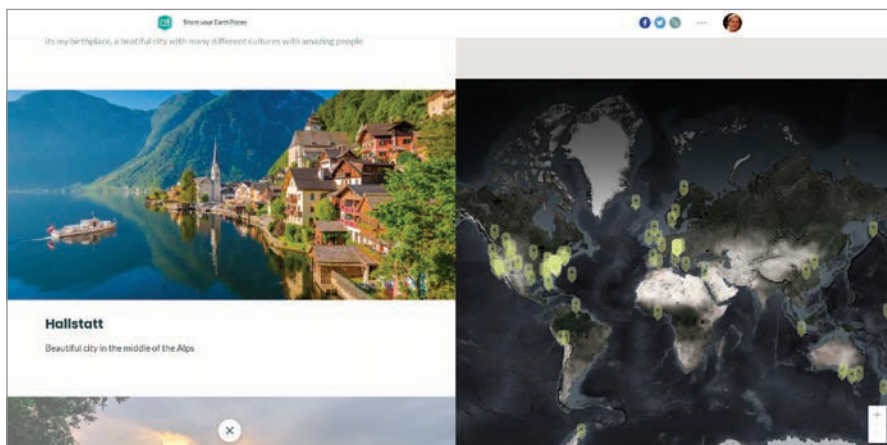 Share your EarthPlaces
its my birthplace, a beatiful city with many different cultures with amazing people
Hallstatt
Beautiful city in the middle of the Alps